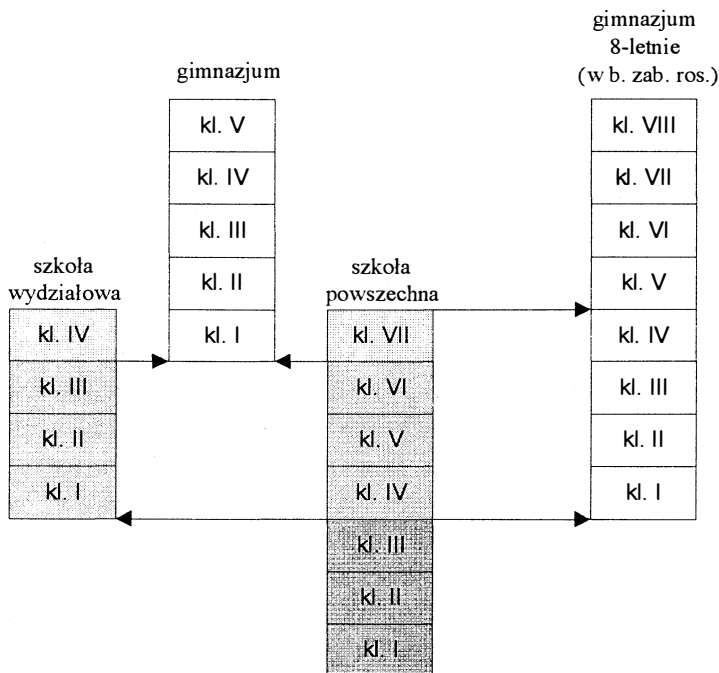 gimnazjum
8-letnie
(w b. zab. ros.)
kl. VIII
kl. VII
kl. VI
kl. V
kl. IV
kl. III
kl. II
kl. I
gimnazjum
kl. V
kl. IV
kl. III
kl. II
kl. I
szkoła
wydziałowa
kl. IV
kl. III
kl. II
kl. I
szkoła
powszechna
kl. VII
kl. VI
kl. V
kl. IV
kl. III
kl. II
kl. I